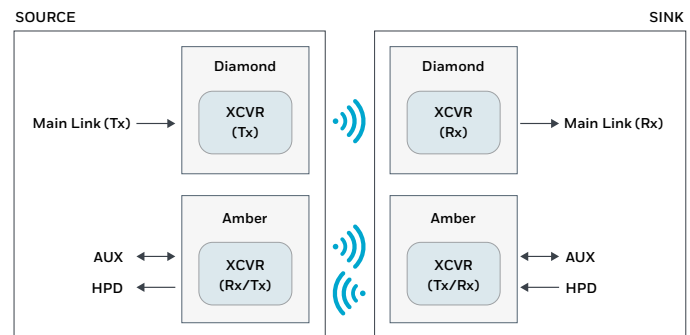 SOURCE
SINK
Diamond
Diamond
Main Link (Tx)
XCVR
(Tx)
XCVR
(Rx)
Main Link (Rx)
Amber
Amber
AUX
HPD
XCVR
(Rx/Tx)
XCVR
(Tx/Rx)
AUX
HPD